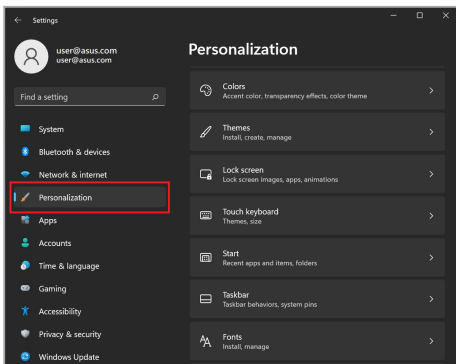 Settings
user@asus.com
user@asus.com
Find a setting
System
Bluetooth & devices
Network & internet
Personalization
Apps
Accounts
Time & language
Gaming
Accessibility
Privacy & security
Windows Update
Personalization
Colors
Accent color, transparency effects, color theme
Themes
Install, create, manage
Lock screen
Lock screen images, apps, animations
Touch keyboard
Themes, size
Start
Recent apps and items, folders
Taskbar
Taskbar behaviors, system pins
Fonts
Install, manage